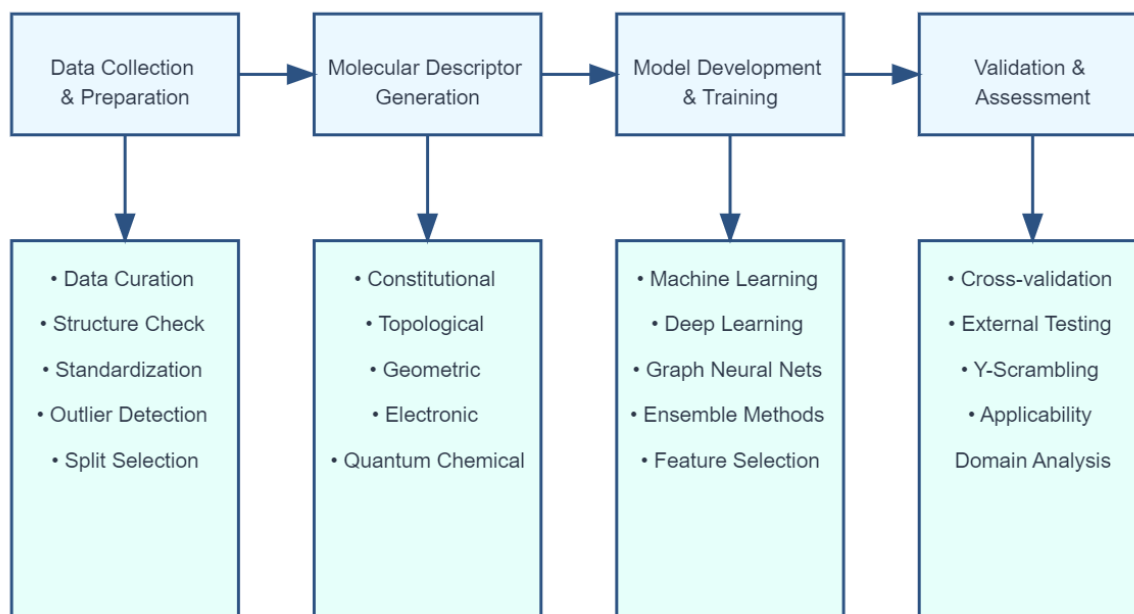 Data Collection
& Preparation
Molecular Descriptor
Generation
Model Development
& Training
Validation &
Assessment
• Data Curation
• Structure Check
• Standardization
• Outlier Detection
• Split Selection
• Constitutional
• Topological
• Geometric
• Electronic
• Quantum Chemical
• Machine Learning
• Deep Learning
• Graph Neural Nets
• Ensemble Methods
• Feature Selection
• Cross-validation
• External Testing
• Y-Scrambling
• Applicability
Domain Analysis